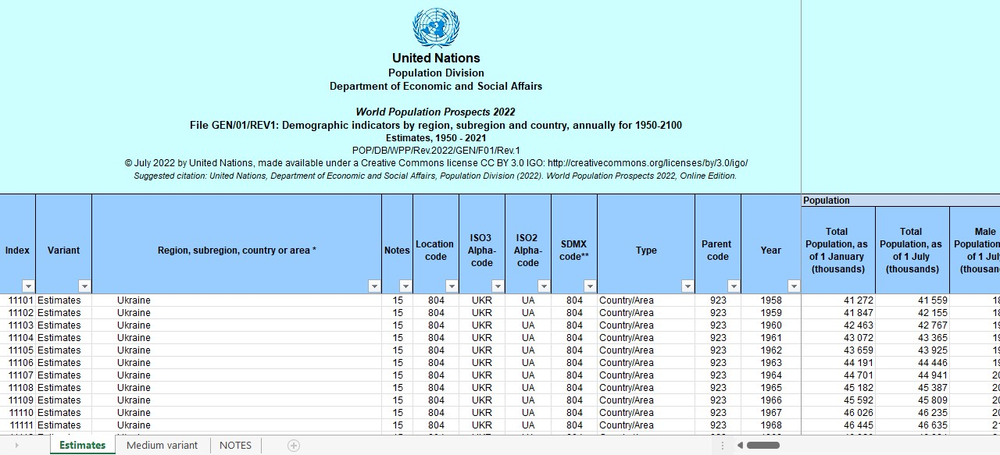 United Nations
Population Division
Department of Economic and Social Affairs
World Population Prospects 2022
File GEN/01/REV1: Demographic indicators by region, subregion and country, annually for 1950-2100
Estimates, 1950 - 2021
POP/DB/WPP/Rev.2022/GEN/F01/Rev.1
© July 2022 by United Nations, made available under a Creative Commons license CC BY 3.0 IGO: http://creativecommons.org/licenses/by/3.0/igo/
Suggested citation: United Nations, Department of Economic and Social Affairs, Population Division (2022). World Population Prospects 2022, Online Edition.
Population
Index
Variant
Region, subregion, country or area *
Notes
Location
code
ISO3
Alpha-
code
ISO2
Alpha-
code
SDMX
code**
Type
Parent
code
Year
Total
Population, as
of 1 January
(thousands)
Total
Population, as
of 1 July
(thousands)
Male
Population
of 1 Jul
(thousan
11101 Estimates Ukraine 15 804 UKR UA 804 Country/Area 923 1958 41 272 41 559 18
11102 Estimates Ukraine 15 804 UKR UA 804 Country/Area 923 1959 41 847 42 155 18
11103 Estimates Ukraine 15 804 UKR UA 804 Country/Area 923 1960 42 463 42 767 19
11104 Estimates Ukraine 15 804 UKR UA 804 Country/Area 923 1961 43 072 43 365 19
11105 Estimates Ukraine 15 804 UKR UA 804 Country/Area 923 1962 43 659 43 925 19
11106 Estimates Ukraine 15 804 UKR UA 804 Country/Area 923 1963 44 191 44 446 19
11107 Estimates Ukraine 15 804 UKR UA 804 Country/Area 923 1964 44 701 44 941 20
11108 Estimates Ukraine 15 804 UKR UA 804 Country/Area 923 1965 45 182 45 387 20
11109 Estimates Ukraine 15 804 UKR UA 804 Country/Area 923 1966 45 592 45 809 20
11110 Estimates Ukraine 15 804 UKR UA 804 Country/Area 923 1967 46 026 46 235 20
11111 Estimates Ukraine 15 804 UKR UA 804 Country/Area 923 1968 46 445 46 635 21
Estimates Medium variant NOTES